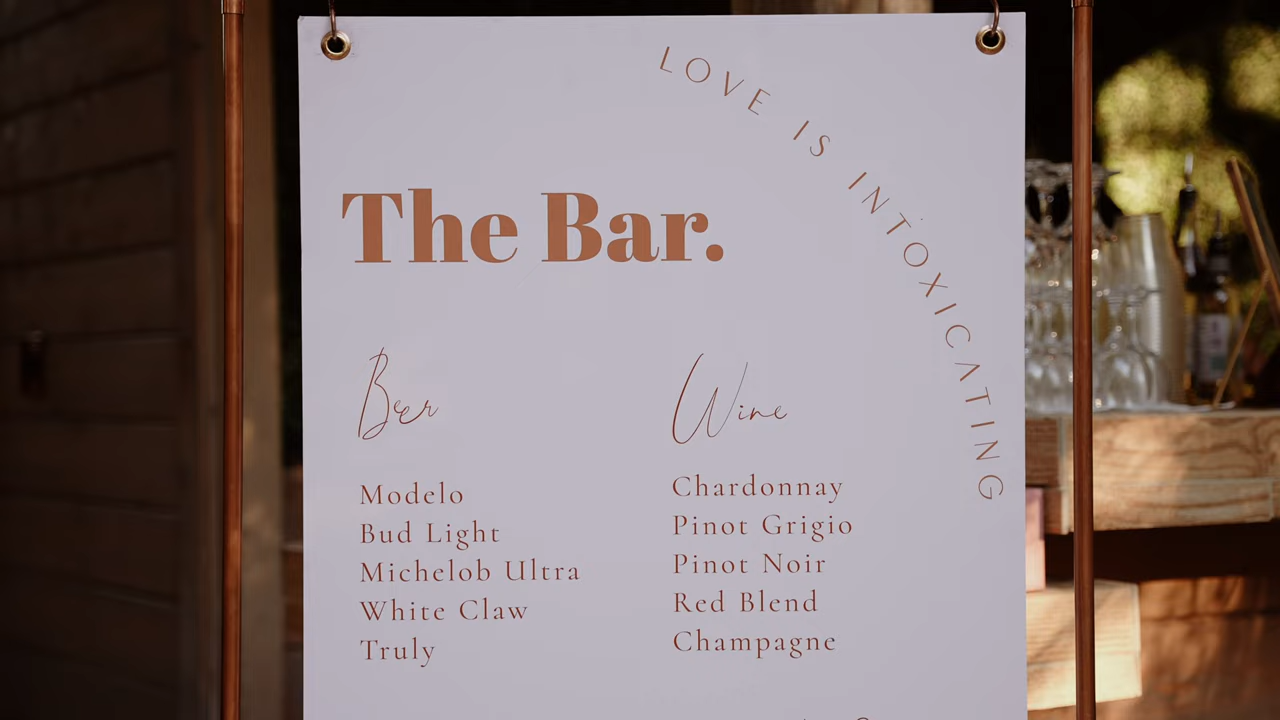 LOVE IS INTOXICATING
The Bar.
Beer
Modelo
Bud Light
Michelob Ultra
White Claw
Truly
Wine
Chardonnay
Pinot Grigio
Pinot Noir
Red Blend
Champagne